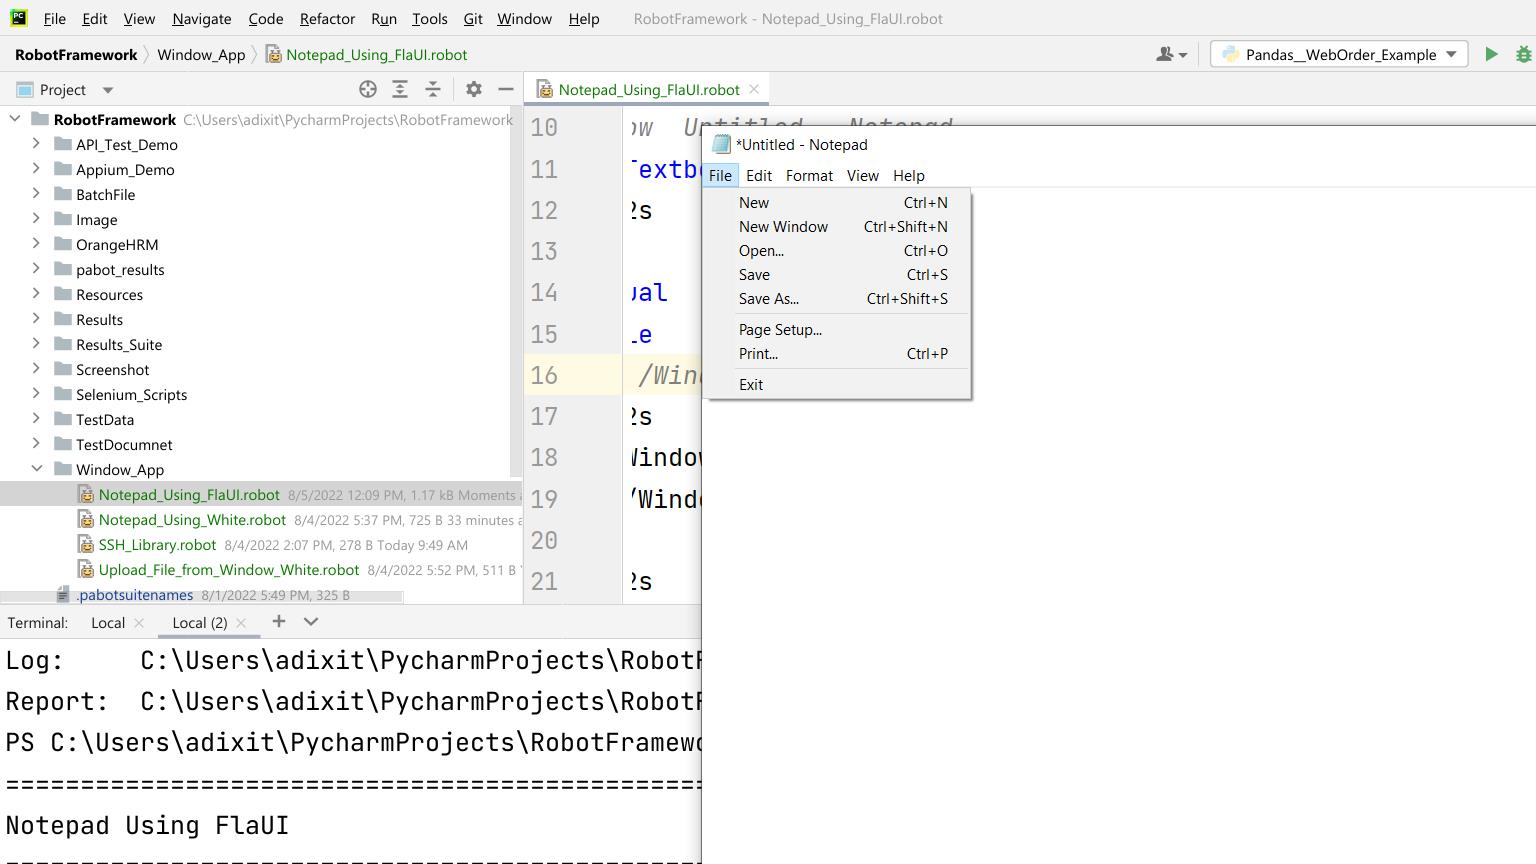 File Edit View Navigate Code Refactor Run Tools Git Window Help RobotFramework - Notepad_Using_FlaUI.robot
RobotFramework Window_App Notepad_Using_FlaUI.robot Pandas__WebOrder_Example
Project
Notepad_Using_FlaUI.robot
RobotFramework C:\Users\adixit\PycharmProjects\RobotFramework
API_Test_Demo
Appium_Demo
BatchFile
Image
OrangeHRM
pabot_results
Resources
Results
Results_Suite
Screenshot
Selenium_Scripts
TestData
TestDocumnet
Window_App
Notepad_Using_FlaUI.robot 8/5/2022 12:09 PM, 1.17 kB Moments
Notepad_Using_White.robot 8/4/2022 5:37 PM, 725 B 33 minutes
SSH_Library.robot 8/4/2022 2:07 PM, 278 B Today 9:49 AM
Upload_File_from_Window_White.robot 8/4/2022 5:52 PM, 511 B
.pabotsuitenames 8/1/2022 5:49 PM, 325 B
10 Untitled - Notepad
11
12 2s
13
14
15
16 /Wind
17 2s
18 Window
19 /Windo
20
21 2s
*Untitled - Notepad
File Edit Format View Help
New Ctrl+N
New Window Ctrl+Shift+N
Open... Ctrl+O
Save Ctrl+S
Save As... Ctrl+Shift+S
Page Setup...
Print... Ctrl+P
Exit
Terminal: Local Local (2)
Log: C:\Users\adixit\PycharmProjects\Robot
Report: C:\Users\adixit\PycharmProjects\Robot
PS C:\Users\adixit\PycharmProjects\RobotFramew
==============================================
Notepad Using FlaUI